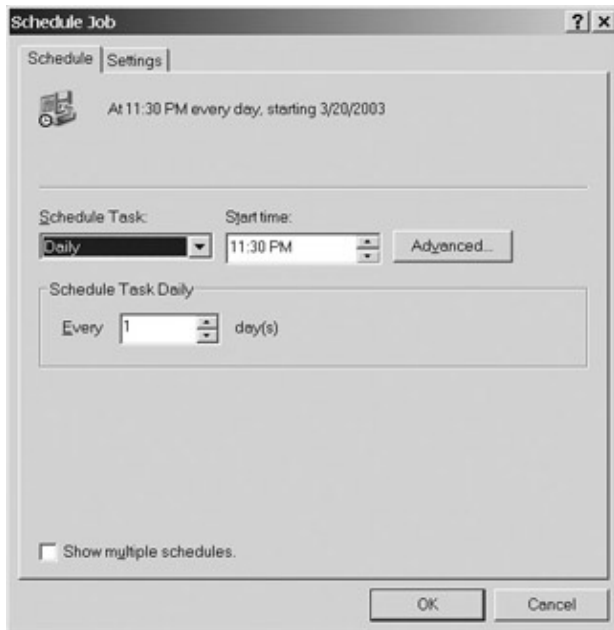 Schedule Job
Schedule Settings
At 11:30 PM every day, starting 3/20/2003
Schedule Task: Start time:
Daily 11:30 PM Advanced...
Schedule Task Daily
Every 1 day(s)
Show multiple schedules.
OK Cancel